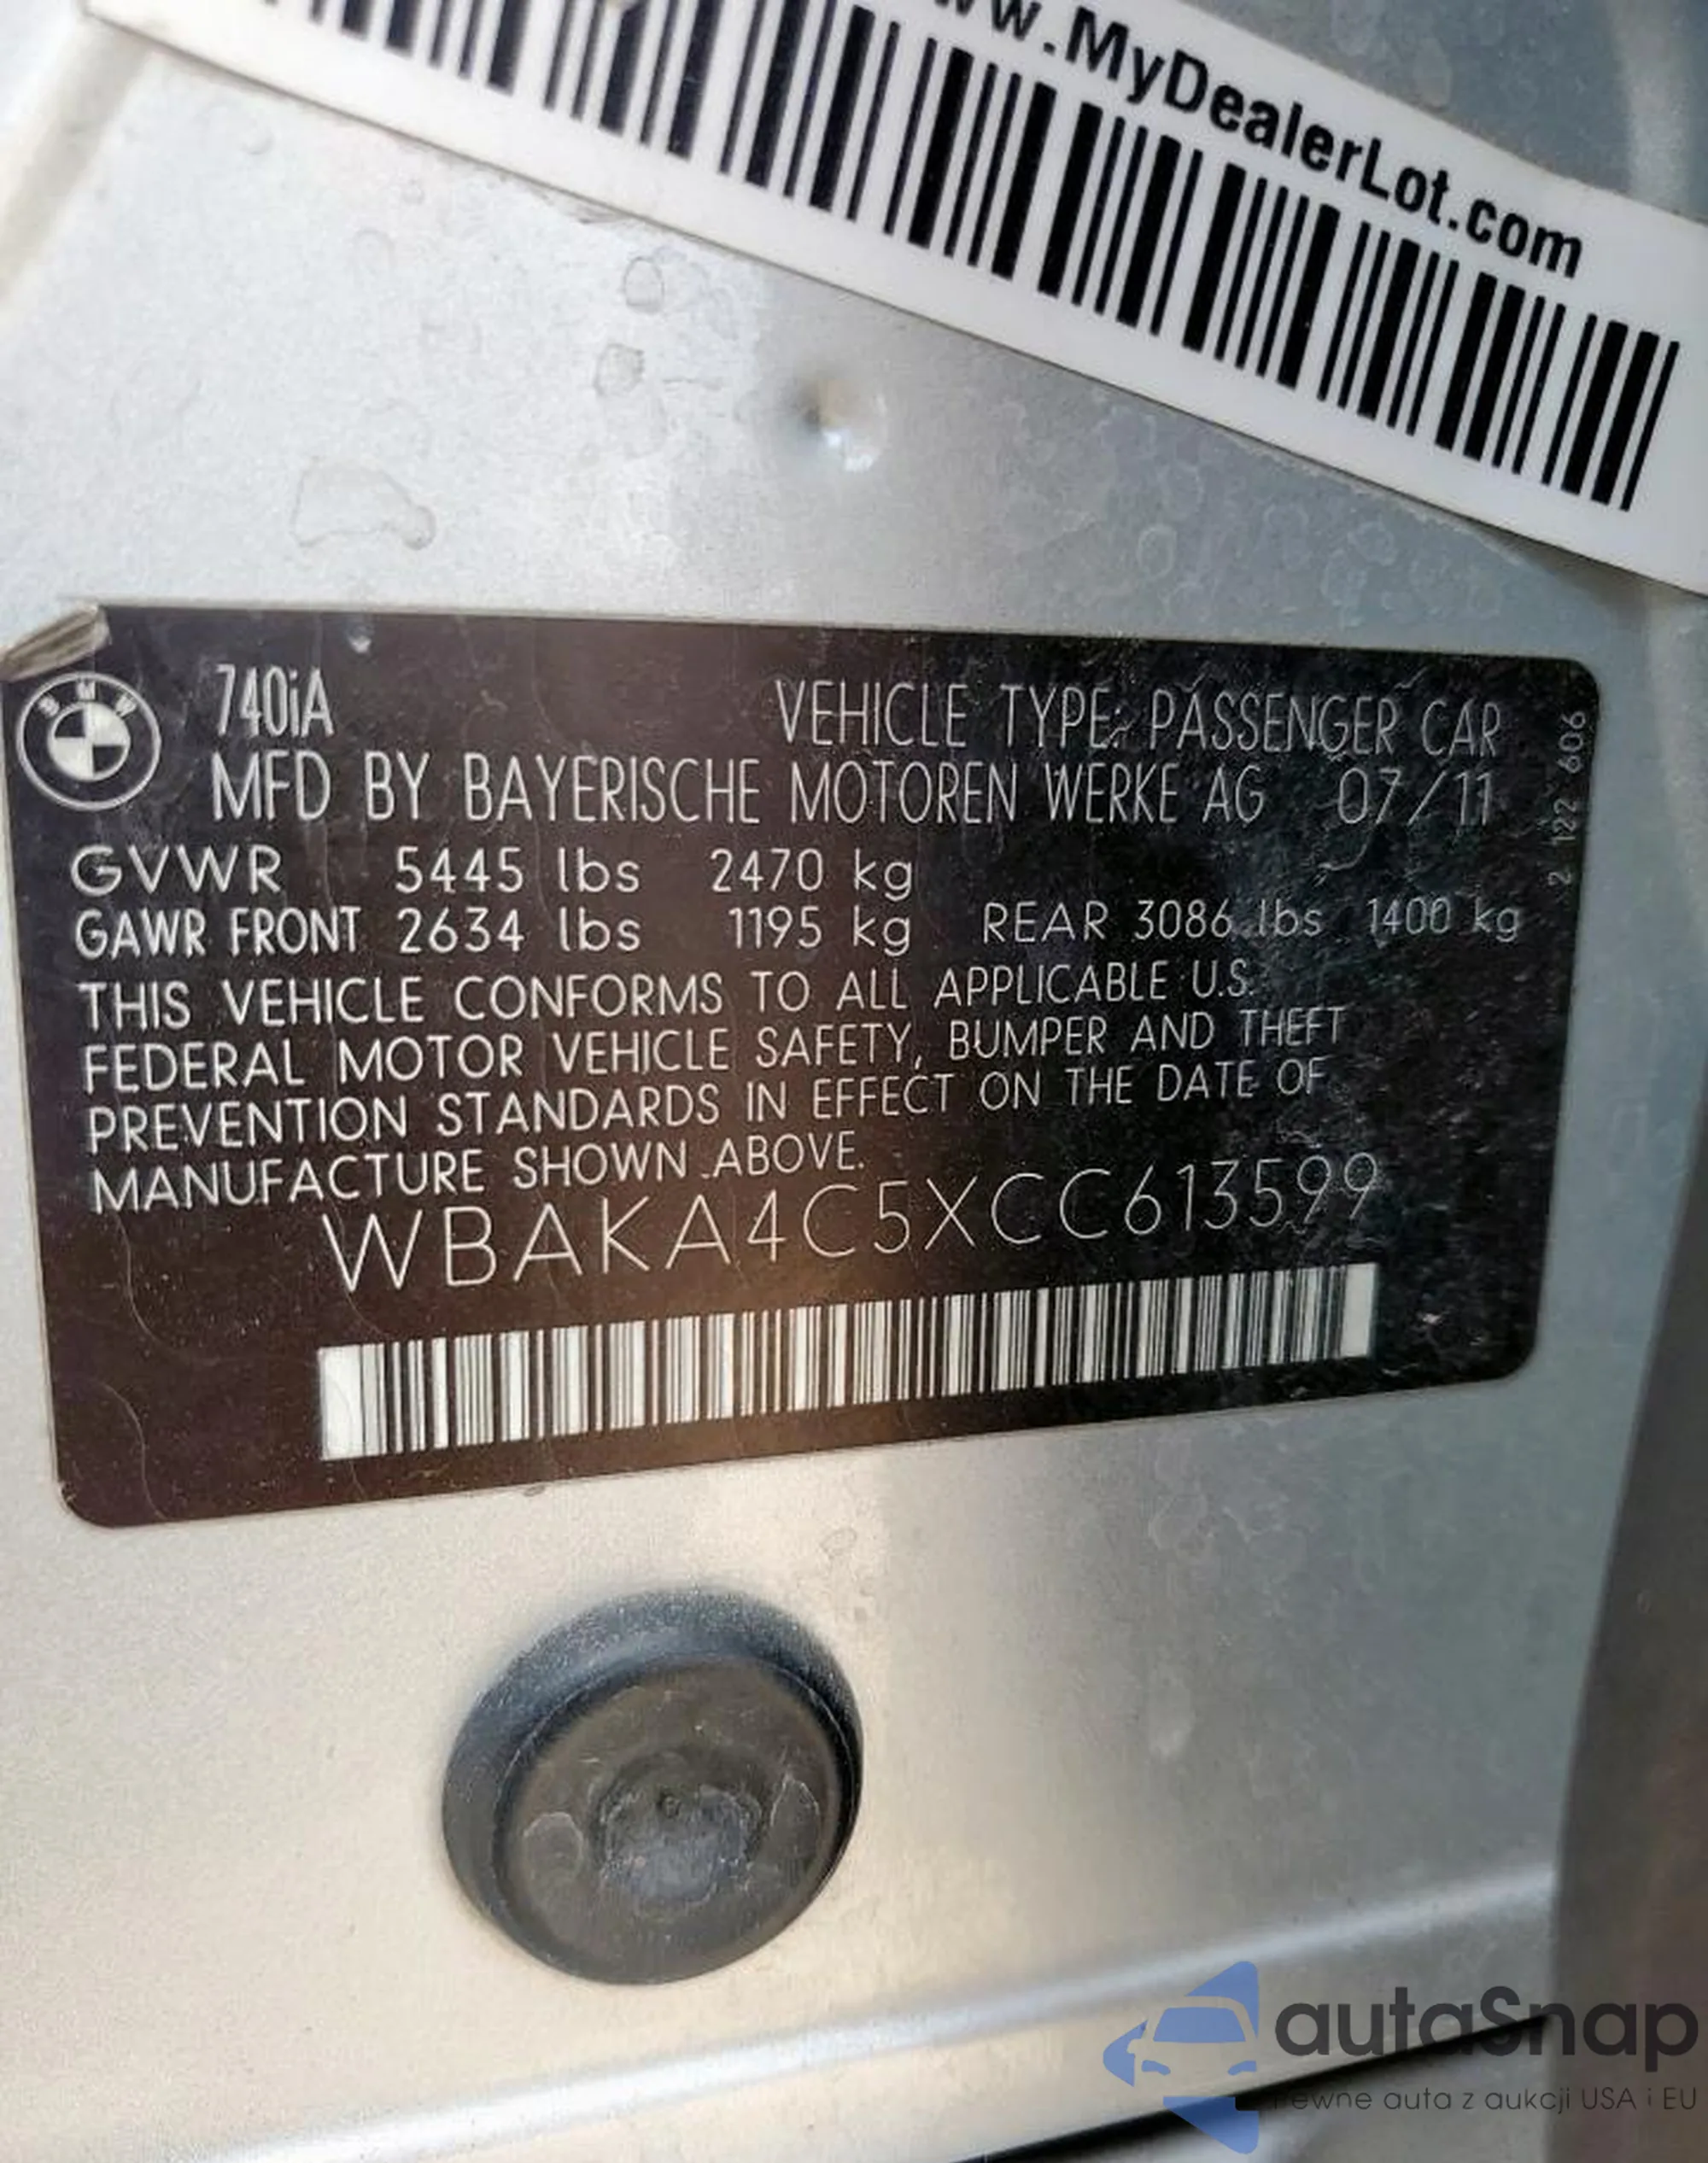 www.MyDealerLot.com
BMW
740iA VEHICLE TYPE: PASSENGER CAR
MFD BY BAYERISCHE MOTOREN WERKE AG 07/11
GVWR 5445 lbs 2470 kg
GAWR FRONT 2634 lbs 1195 kg REAR 3086 lbs 1400 kg
THIS VEHICLE CONFORMS TO ALL APPLICABLE U.S.
FEDERAL MOTOR VEHICLE SAFETY, BUMPER AND THEFT
PREVENTION STANDARDS IN EFFECT ON THE DATE OF
MANUFACTURE SHOWN ABOVE.
WBAKA4C5XCC613599
2 122 606
autaSnap
pewne auta z aukcji USA i EU